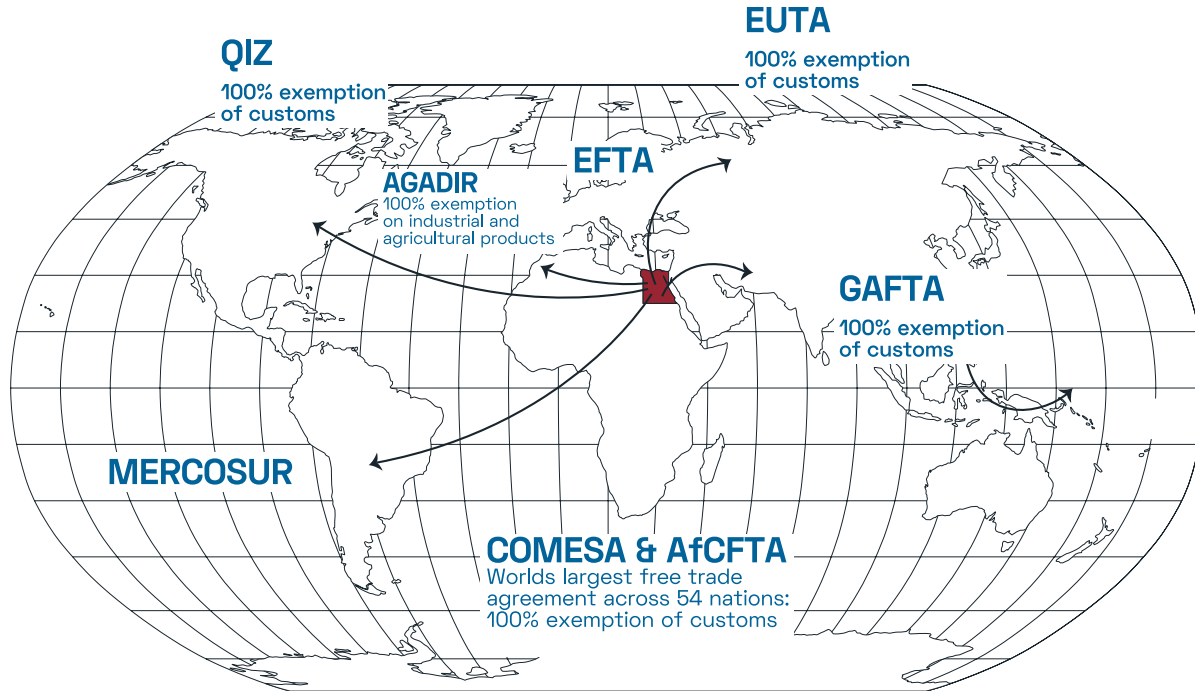 QIZ
100% exemption
of customs
EUTA
100% exemption
of customs
EFTA
AGADIR
100% exemption
on industrial and
agricultural products
GAFTA
100% exemption
of customs
MERCOSUR
COMESA & AfCFTA
Worlds largest free trade
agreement across 54 nations:
100% exemption of customs